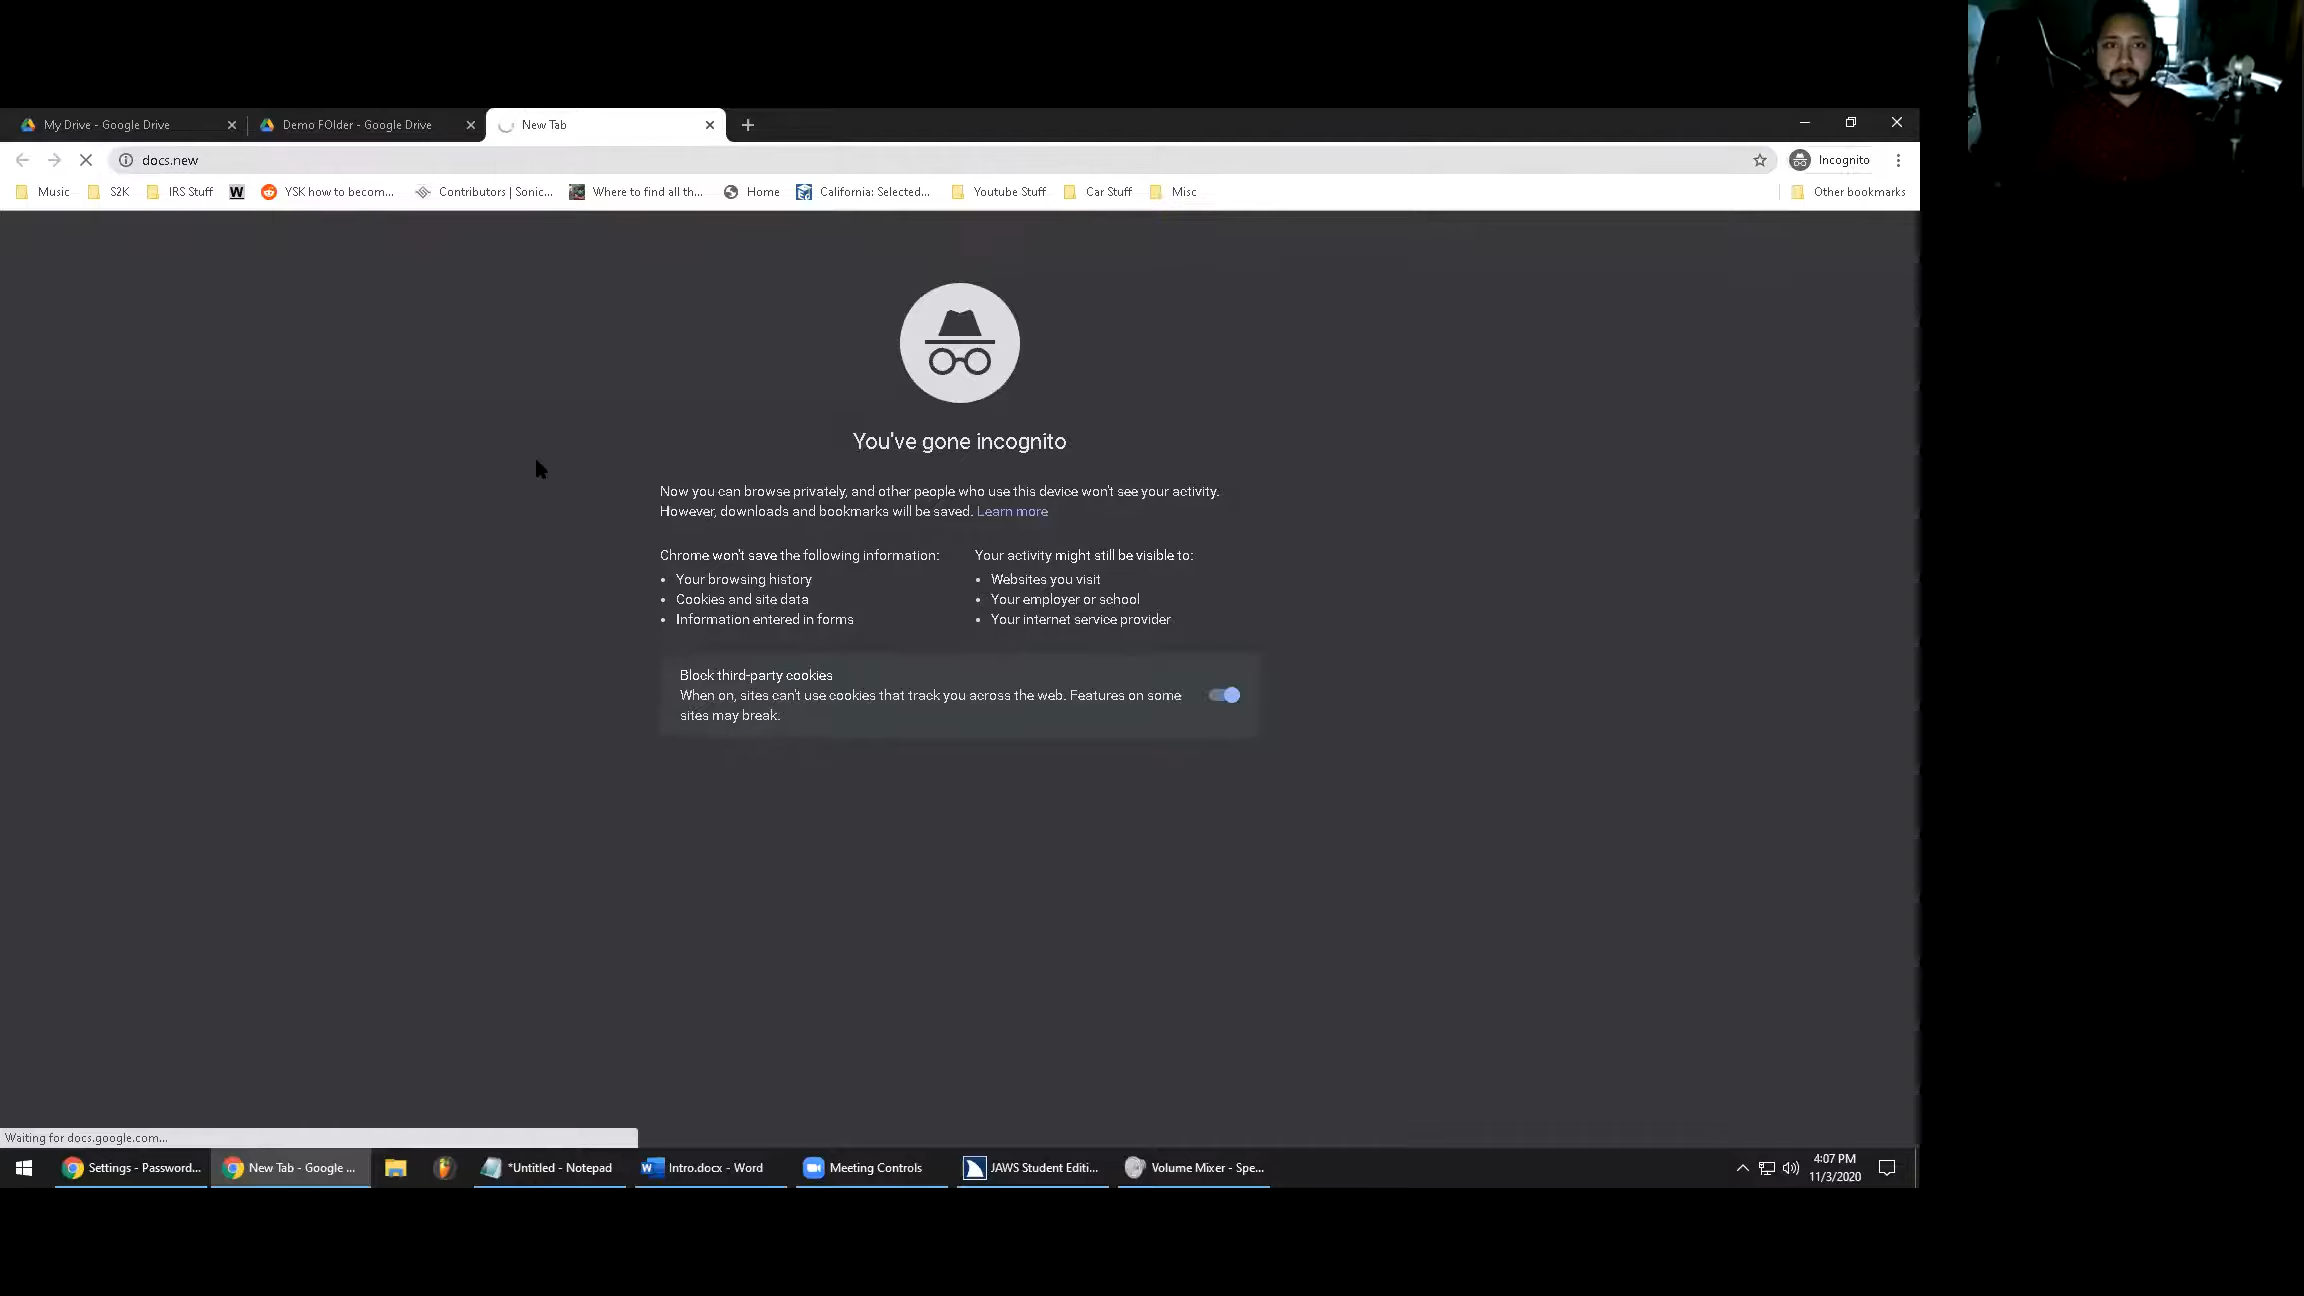 My Drive - Google Drive
Demo FOlder - Google Drive
New Tab
docs.new
Incognito
Music
S2K
IRS Stuff
W
YSK how to becom...
Contributors | Sonic...
Where to find all th...
Home
California: Selected...
Youtube Stuff
Car Stuff
Misc
Other bookmarks
You've gone incognito
Now you can browse privately, and other people who use this device won't see your activity.
However, downloads and bookmarks will be saved. Learn more
Chrome won't save the following information:
Your browsing history
Cookies and site data
Information entered in forms
Your activity might still be visible to:
Websites you visit
Your employer or school
Your internet service provider
Block third-party cookies
When on, sites can't use cookies that track you across the web. Features on some
sites may break.
Waiting for docs.google.com...
Settings - Password...
New Tab - Google ...
*Untitled - Notepad
Intro.docx - Word
Meeting Controls
JAWS Student Editi...
Volume Mixer - Spe...
4:07 PM
11/3/2020